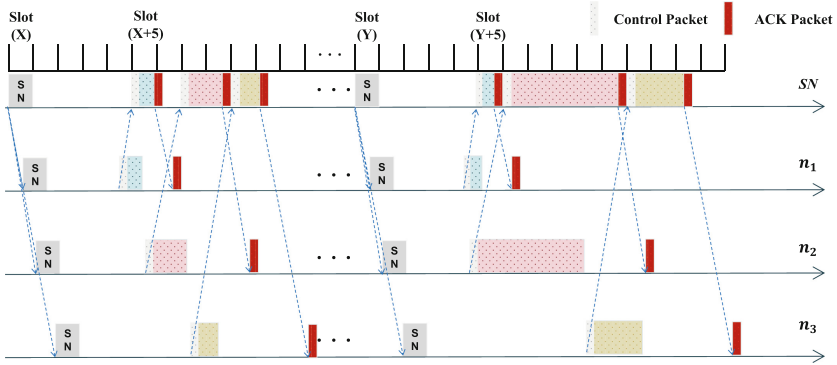 Slot Slot Slot Slot
(X) (X+5) (Y) (Y+5)
Control Packet ACK Packet
. . .
S N . . . S N SN
S N . . . S N n₁
S N . . . S N n₂
S N . . . S N n₃